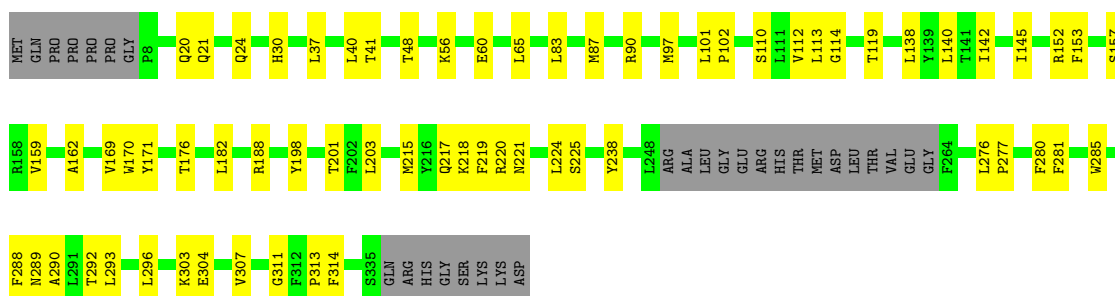 MET GLN PRO PRO PRO PRO GLY P8 Q20 Q21 Q24 H30 L37 L40 T41 T48 K56 E60 L65 L83 M87 R90 M97 L101 P102 S110 L111 V112 L113 G114 T119 L138 Y139 L140 T141 I142 I145 R152 F153 S157
R158 V159 A162 V169 W170 Y171 T176 L182 R188 Y198 T201 F202 L203 M215 Y216 Q217 K218 F219 R220 N221 L224 S225 Y238 L248 ARG ALA LEU GLY GLU ARG HIS THR MET ASP LEU THR VAL GLU GLY F264 L276 P277 F280 F281 W285
F288 N289 A290 L291 T292 L293 L296 K303 E304 V307 G311 F312 P313 F314 S335 GLN ARG HIS GLY SER LYS LYS ASP